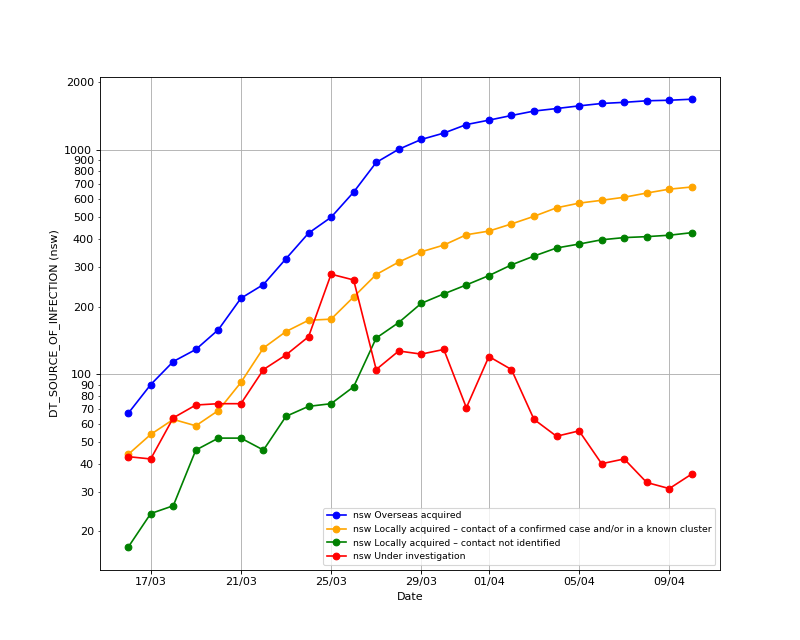 2000
1000
900
800
700
600
500
400
300
200
100
90
80
70
60
50
40
30
20
DT_SOURCE_OF_INFECTION (nsw)
nsw Overseas acquired
nsw Locally acquired – contact of a confirmed case and/or in a known cluster
nsw Locally acquired – contact not identified
nsw Under investigation
17/03 21/03 25/03 29/03 01/04 05/04 09/04
Date